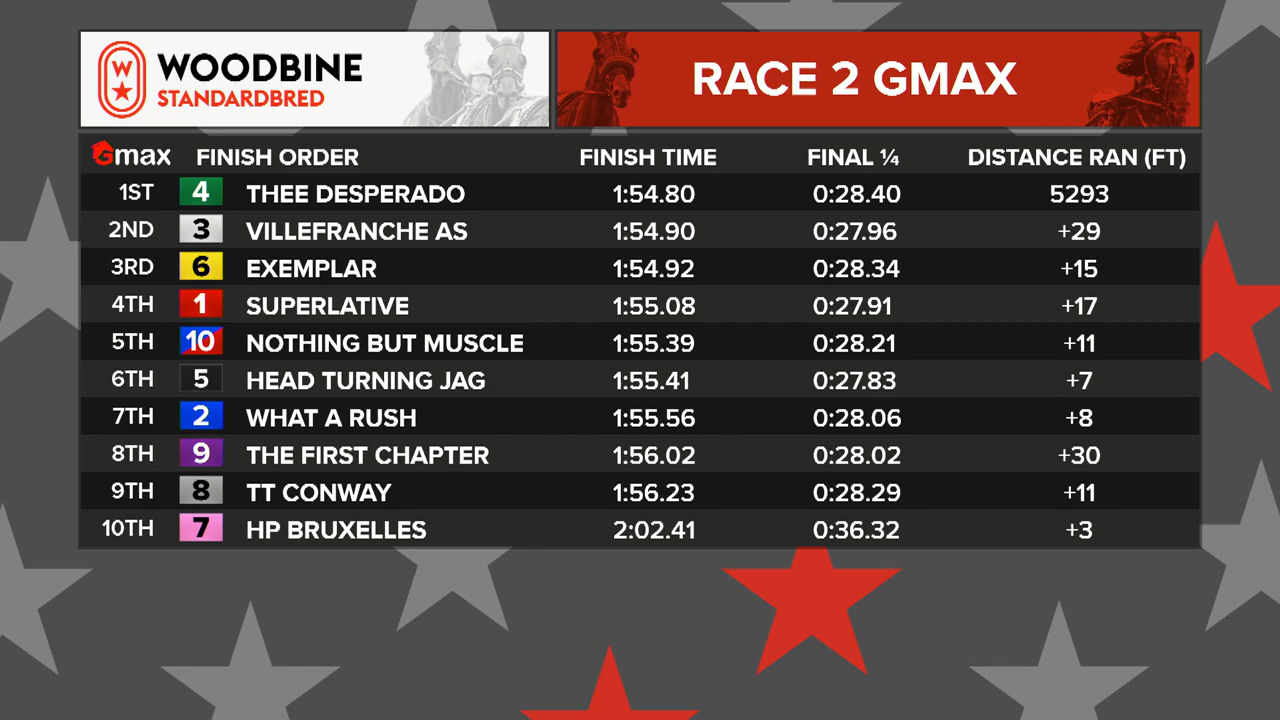 W
WOODBINE
STANDARDBRED
RACE 2 GMAX
Gmax FINISH ORDER FINISH TIME FINAL ¼ DISTANCE RAN (FT)
1ST 4 THEE DESPERADO 1:54.80 0:28.40 5293
2ND 3 VILLEFRANCHE AS 1:54.90 0:27.96 +29
3RD 6 EXEMPLAR 1:54.92 0:28.34 +15
4TH 1 SUPERLATIVE 1:55.08 0:27.91 +17
5TH 10 NOTHING BUT MUSCLE 1:55.39 0:28.21 +11
6TH 5 HEAD TURNING JAG 1:55.41 0:27.83 +7
7TH 2 WHAT A RUSH 1:55.56 0:28.06 +8
8TH 9 THE FIRST CHAPTER 1:56.02 0:28.02 +30
9TH 8 TT CONWAY 1:56.23 0:28.29 +11
10TH 7 HP BRUXELLES 2:02.41 0:36.32 +3